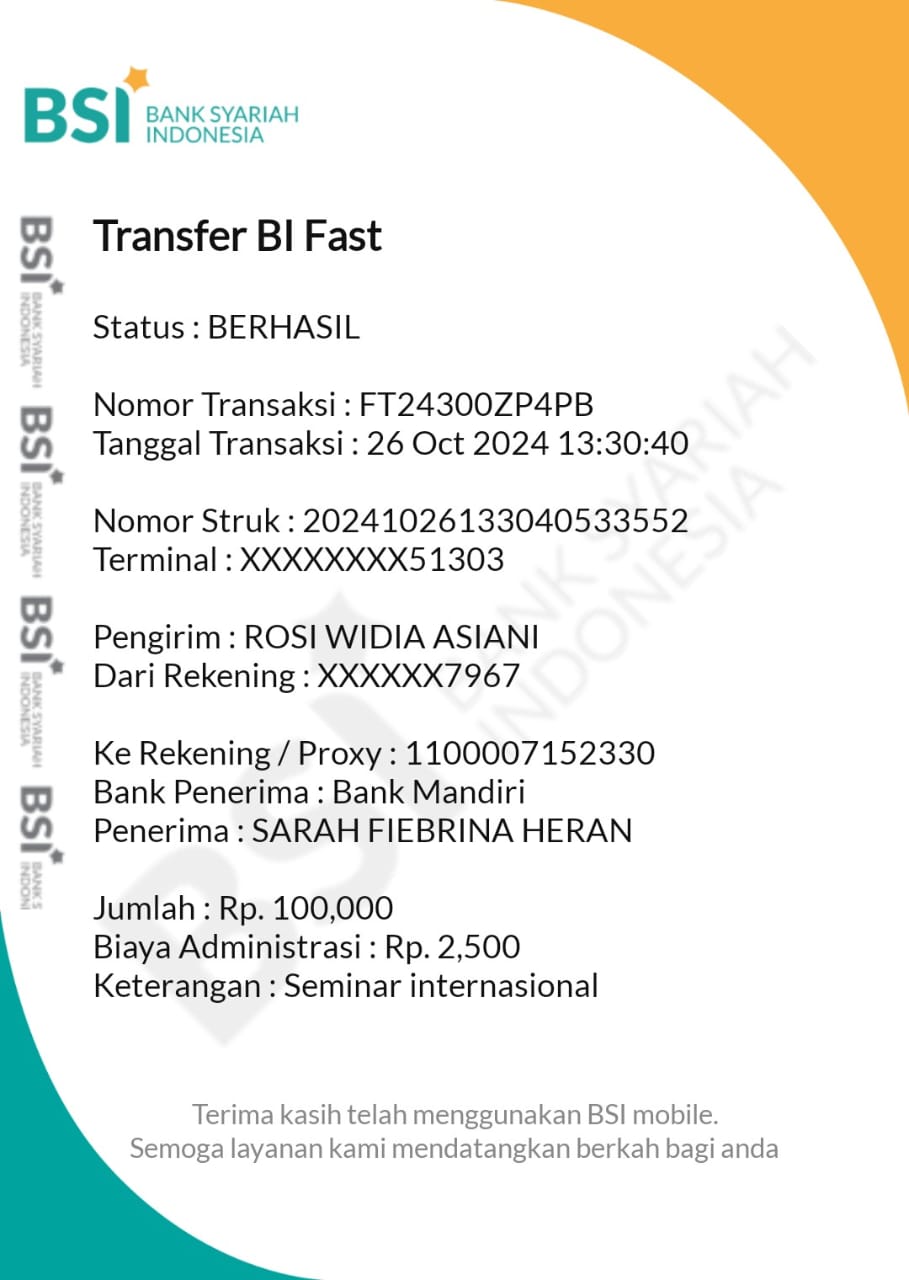 BSI BANK SYARIAH
INDONESIA
Transfer BI Fast
Status : BERHASIL
Nomor Transaksi : FT24300ZP4PB
Tanggal Transaksi : 26 Oct 2024 13:30:40
Nomor Struk : 20241026133040533552
Terminal : XXXXXXXX51303
Pengirim : ROSI WIDIA ASIANI
Dari Rekening : XXXXXX7967
Ke Rekening / Proxy : 1100007152330
Bank Penerima : Bank Mandiri
Penerima : SARAH FIEBRINA HERAN
Jumlah : Rp. 100,000
Biaya Administrasi : Rp. 2,500
Keterangan : Seminar internasional
Terima kasih telah menggunakan BSI mobile.
Semoga layanan kami mendatangkan berkah bagi anda
BSI BANK SYARIAH
INDONESIA
BSI BANK SYARIAH
INDONESIA
BSI BANK SYARIAH
INDONESIA
BSI BANK S
INDONI
BSI BANK SYARIAH
INDONESIA